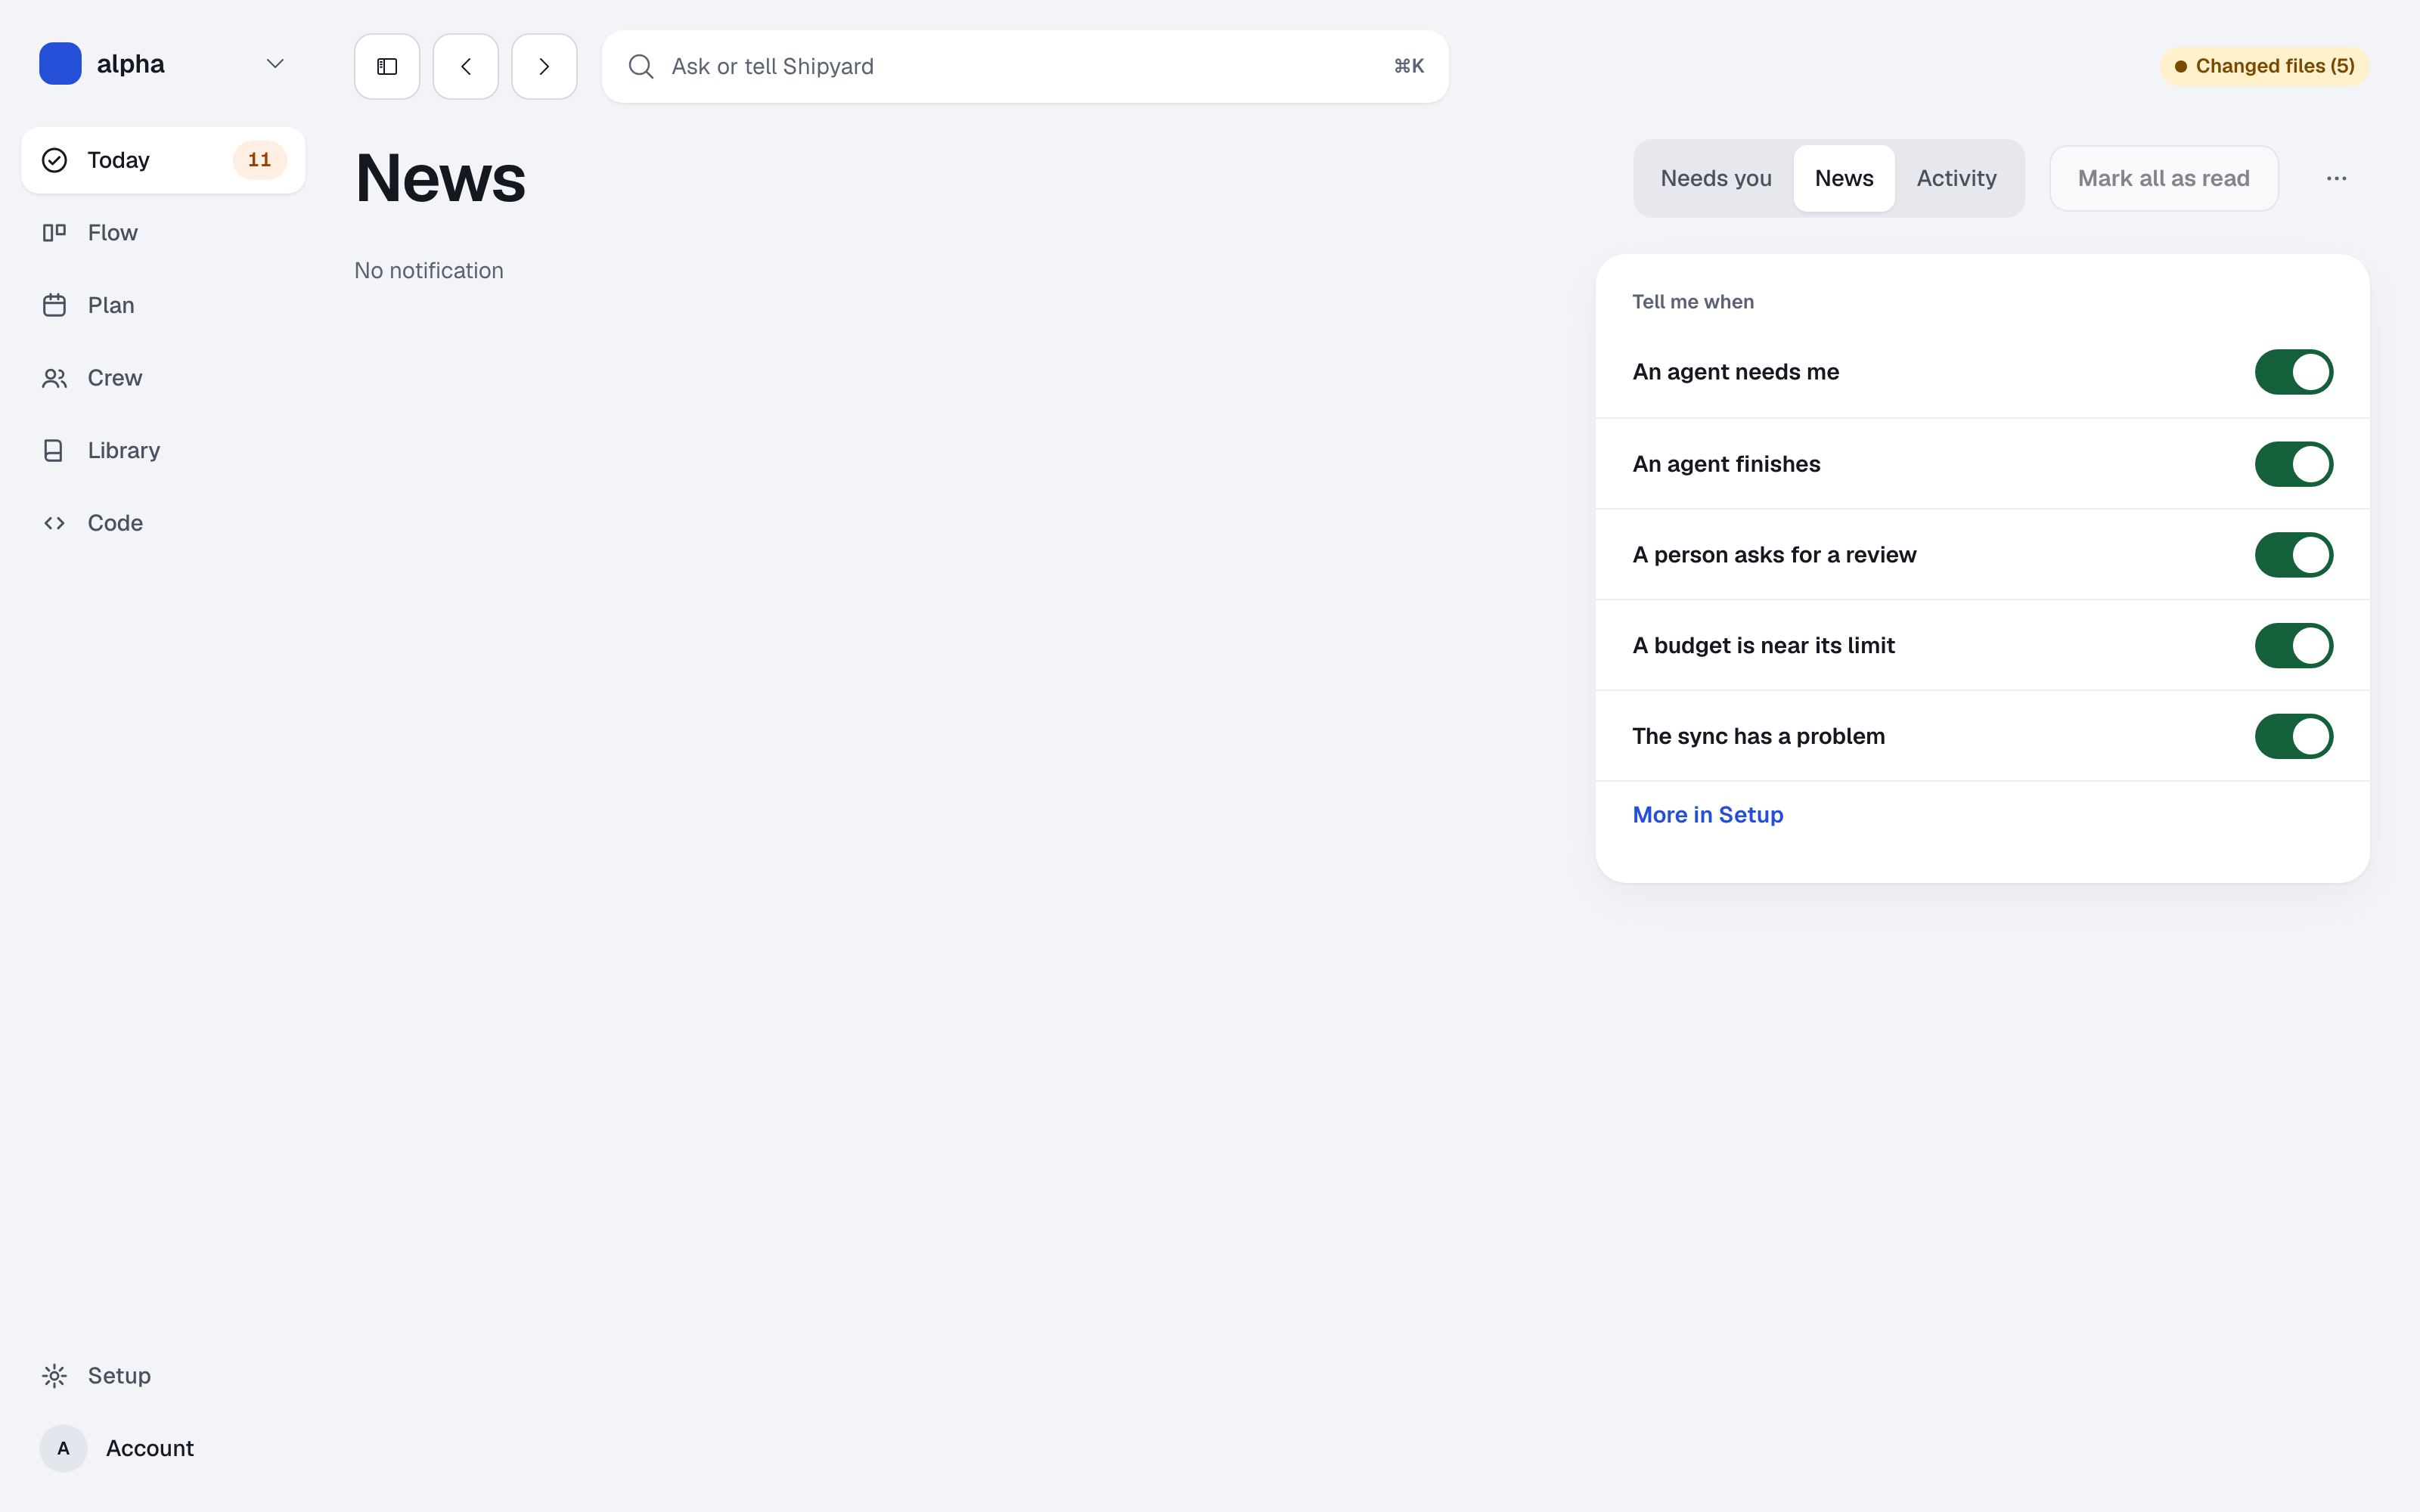 alpha
Ask or tell Shipyard
⌘K
Changed files (5)
Today
11
Flow
Plan
Crew
Library
Code
Setup
A
Account
News
Needs you
News
Activity
Mark all as read
No notification
Tell me when
An agent needs me
An agent finishes
A person asks for a review
A budget is near its limit
The sync has a problem
More in Setup